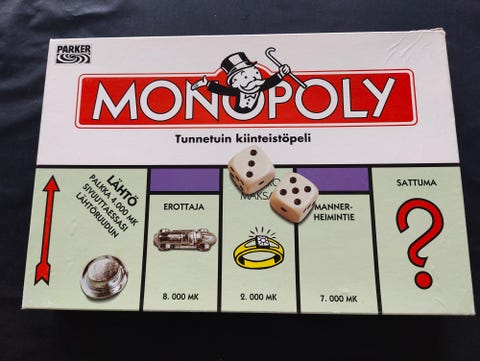 PARKER
MONOPOLY
Tunnetuin kiinteistöpeli
LÄHTÖ
PALKKA 4.000 MK
SIVUUTTAESSASI
LÄHTÖRUUDUN
EROTTAJA
8. 000 MK
2. 000 MK
MANNER-
HEIMINTIE
7. 000 MK
SATTUMA
?